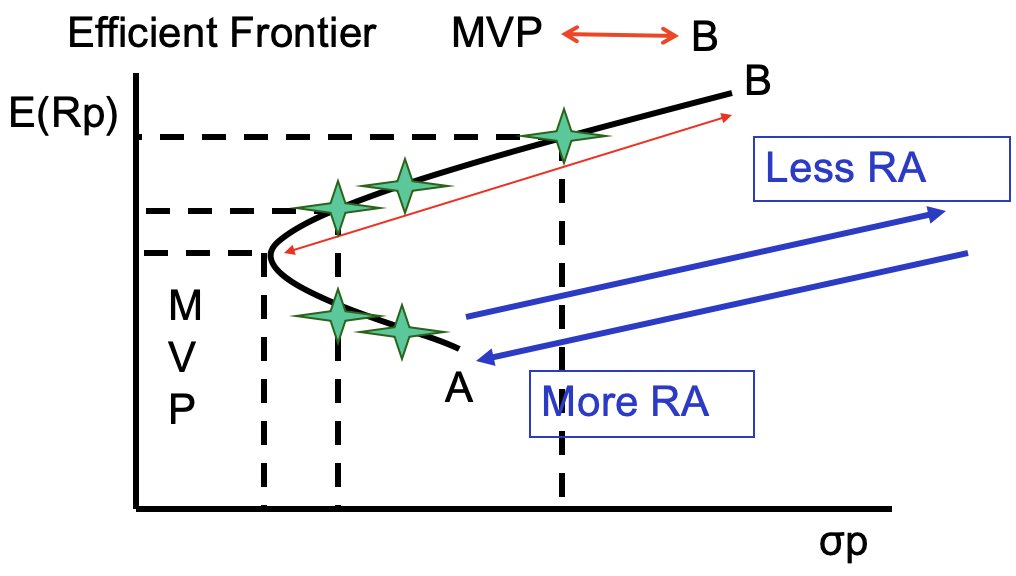 Efficient Frontier MVP B
B
E(Rp)
Less RA
M
V
P
A
More RA
σp